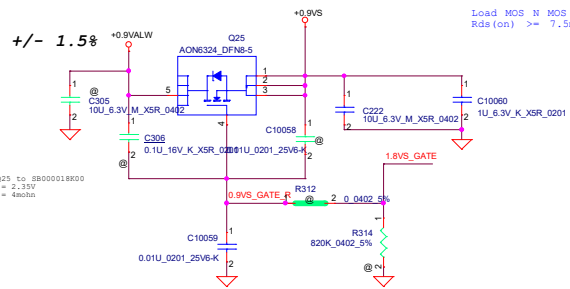 Load MOS N MOS
Rds(on) >= 7.5
+/- 1.5%
+0.9VALW
Q25
AON6324_DFN8-5
+0.9VS
5
1
2
3
4
@
1
2
C305
10U_6.3V_M_X5R_0402
1
2
C306
0.1U_16V_K_X5R_0201
@
C10058
0.01U_0201_25V6-K
1
2
@
1
2
C222
10U_6.3V_M_X5R_0402
1
2
C10060
1U_6.3V_K_X5R_0201
Q25 to SB000018K00
= 2.35V
= 4mohn
0.9VS_GATE_R
1
R312
@
2
0_0402_5%
1.8VS_GATE
1
2
C10059
0.01U_0201_25V6-K
1
R314
820K_0402_5%
@
2